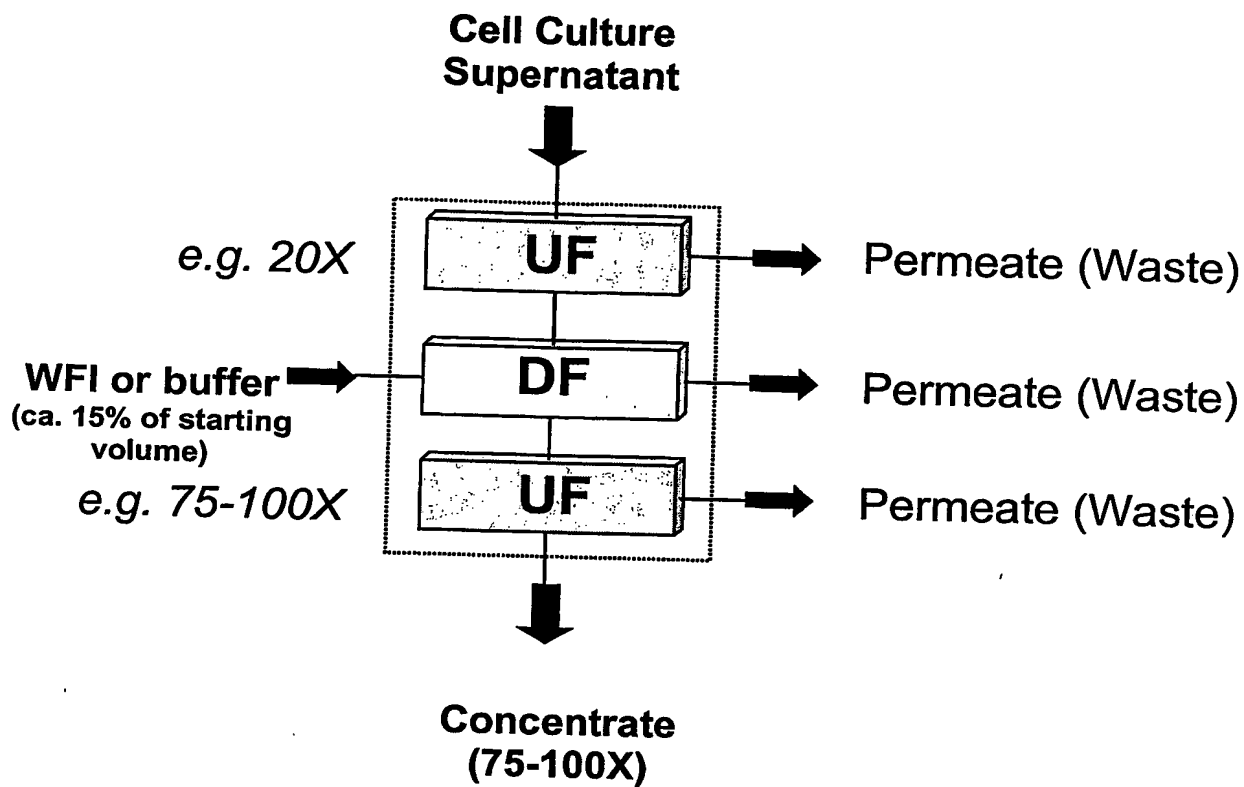 Cell Culture
Supernatant
e.g. 20X
UF
Permeate (Waste)
WFI or buffer
(ca. 15% of starting
volume)
DF
Permeate (Waste)
e.g. 75-100X
UF
Permeate (Waste)
Concentrate
(75-100X)